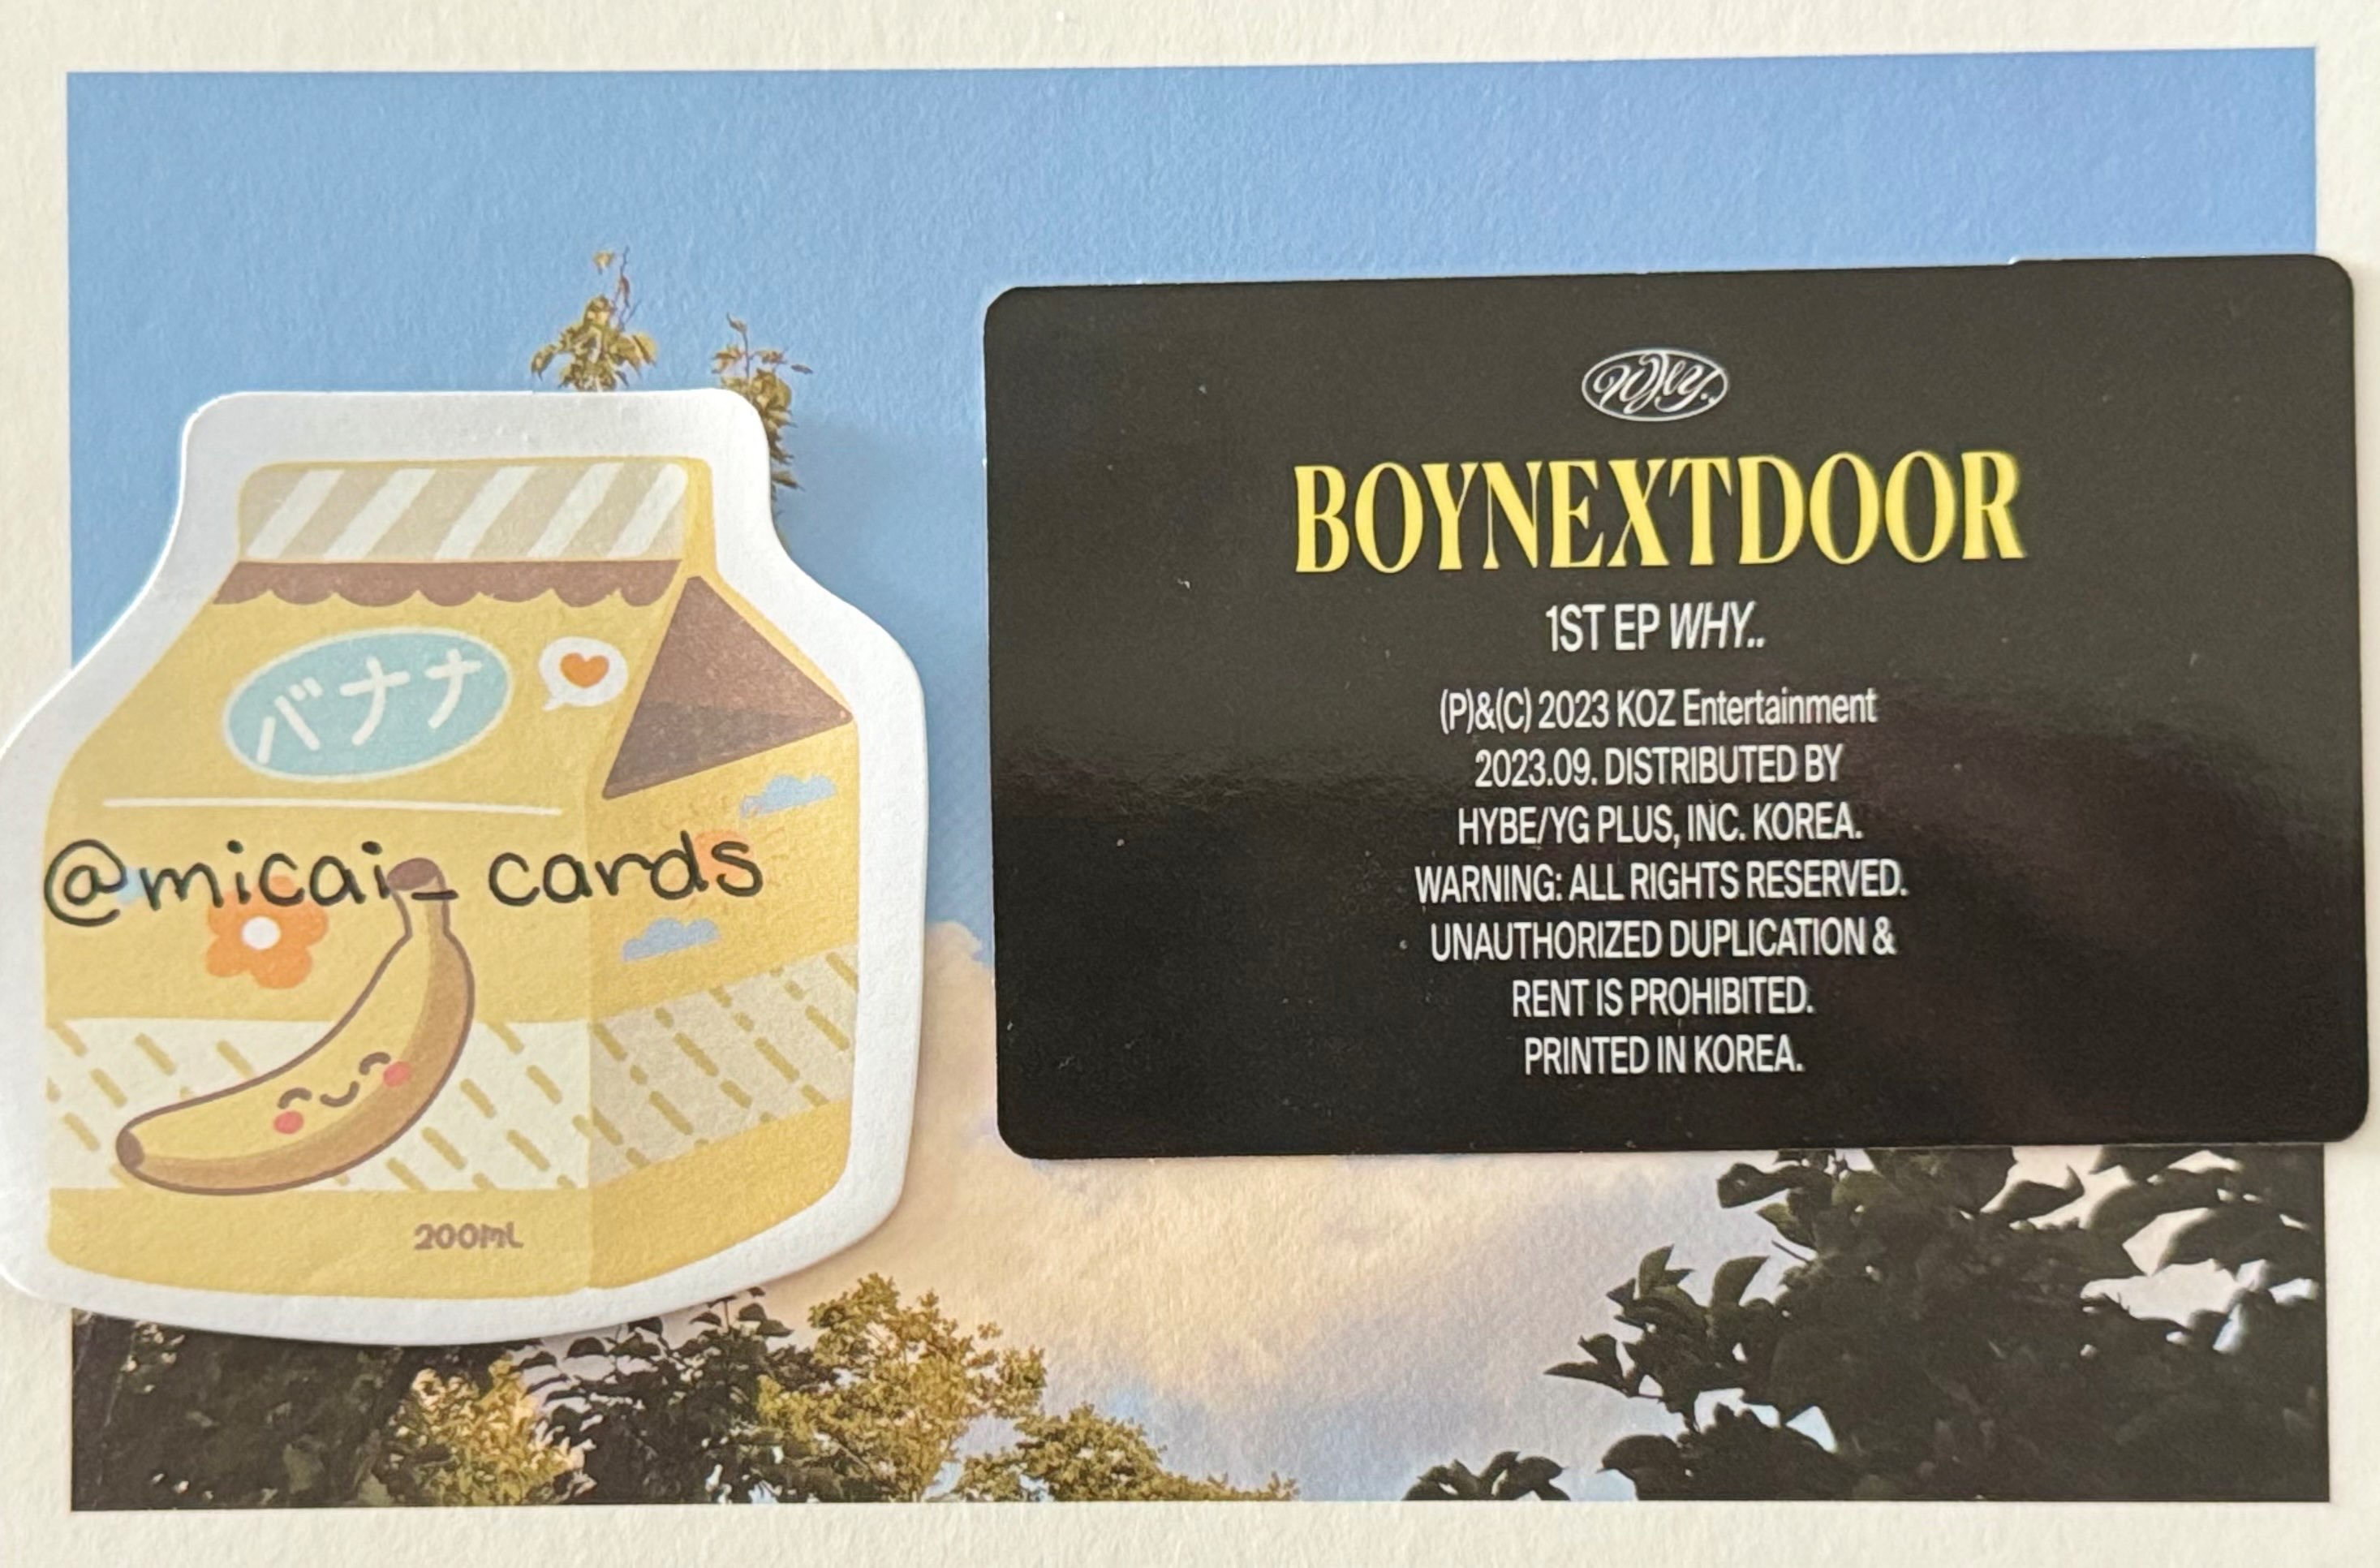 バナナ
@micai_cards
200ML
Why..
BOYNEXTDOOR
1ST EP WHY..
(P)&(C) 2023 KOZ Entertainment
2023.09. DISTRIBUTED BY
HYBE/YG PLUS, INC. KOREA.
WARNING: ALL RIGHTS RESERVED.
UNAUTHORIZED DUPLICATION &
RENT IS PROHIBITED.
PRINTED IN KOREA.